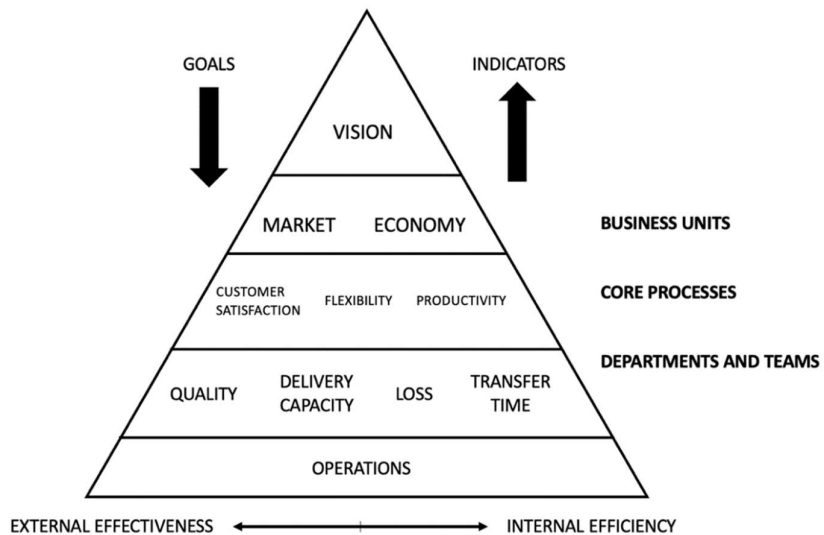 GOALS
INDICATORS
VISION
MARKET
ECONOMY
BUSINESS UNITS
CUSTOMER
SATISFACTION
FLEXIBILITY
PRODUCTIVITY
CORE PROCESSES
DEPARTMENTS AND TEAMS
QUALITY
DELIVERY
CAPACITY
LOSS
TRANSFER
TIME
OPERATIONS
EXTERNAL EFFECTIVENESS
INTERNAL EFFICIENCY